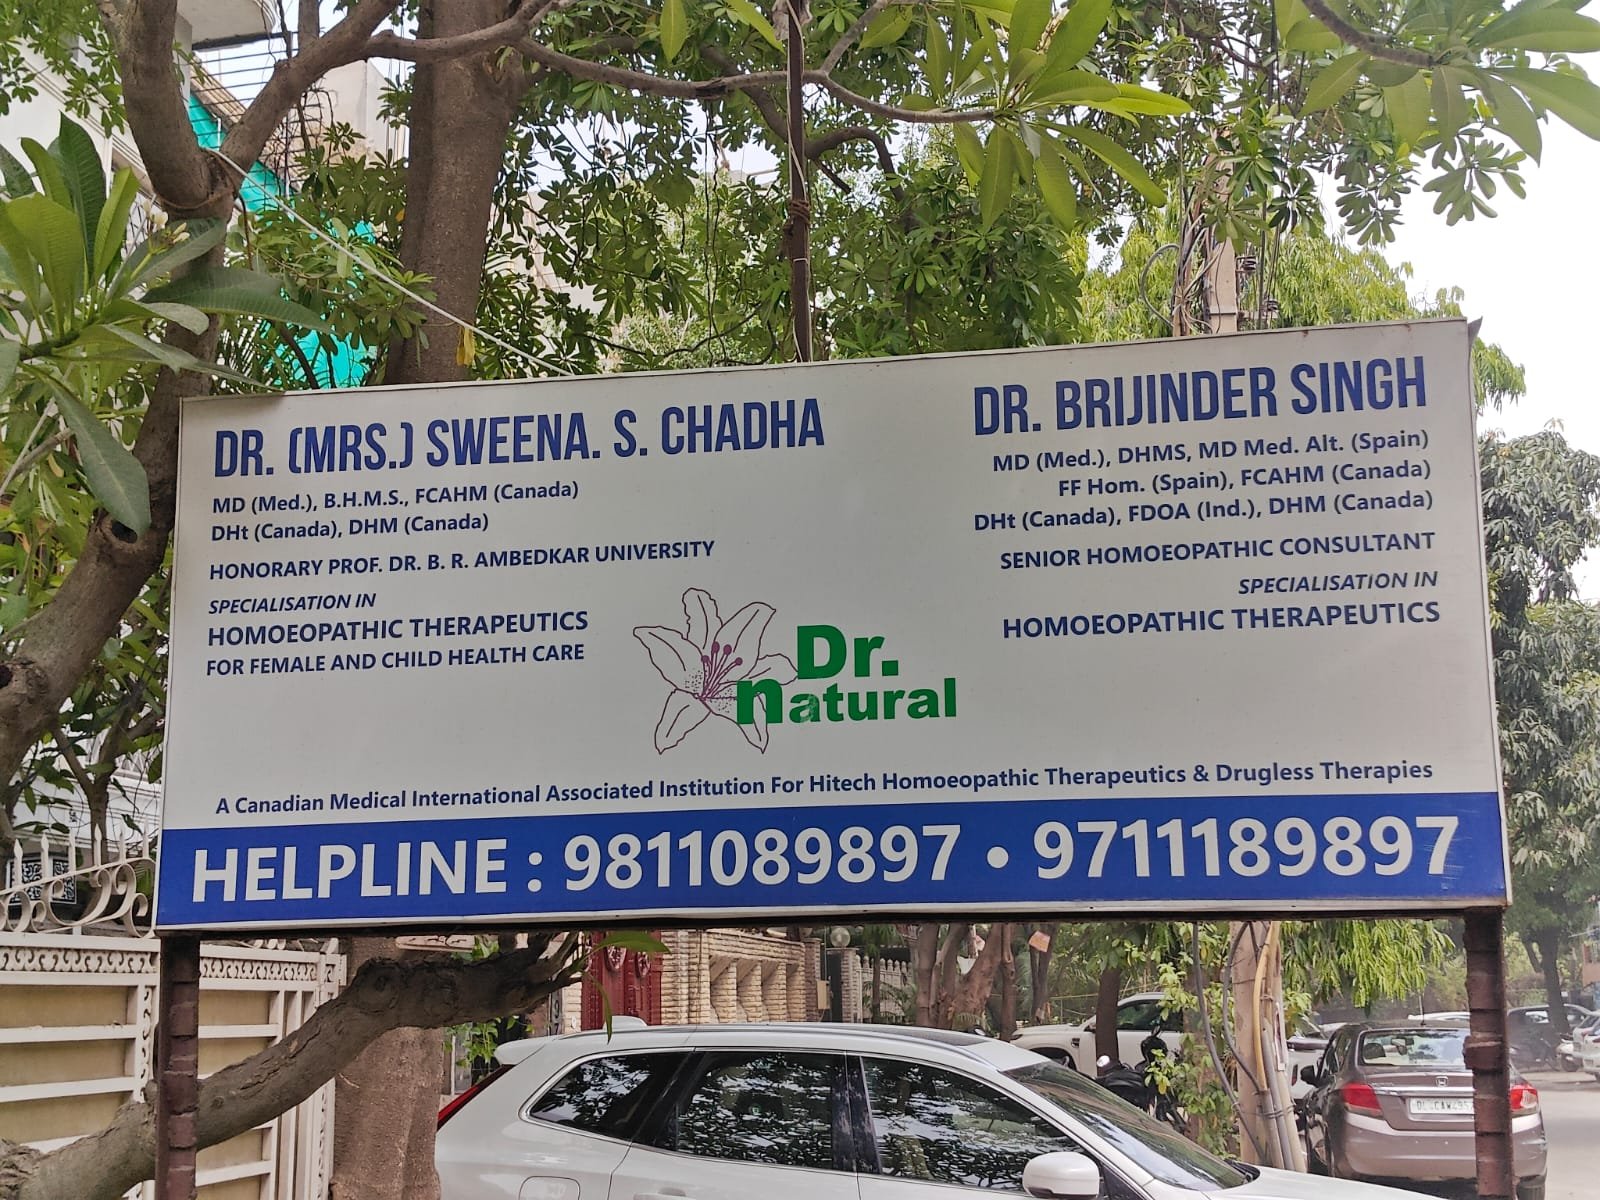 DR. (MRS.) SWEENA. S. CHADHA
MD (Med.), B.H.M.S., FCAHM (Canada)
DHt (Canada), DHM (Canada)
HONORARY PROF. DR. B. R. AMBEDKAR UNIVERSITY
SPECIALISATION IN
HOMOEOPATHIC THERAPEUTICS
FOR FEMALE AND CHILD HEALTH CARE
DR. BRIJINDER SINGH
MD (Med.), DHMS, MD Med. Alt. (Spain)
FF Hom. (Spain), FCAHM (Canada)
DHt (Canada), FDOA (Ind.), DHM (Canada)
SENIOR HOMOEOPATHIC CONSULTANT
SPECIALISATION IN
HOMOEOPATHIC THERAPEUTICS
Dr.
natural
A Canadian Medical International Associated Institution For Hitech Homoeopathic Therapeutics & Drugless Therapies
HELPLINE : 9811089897 • 9711189897